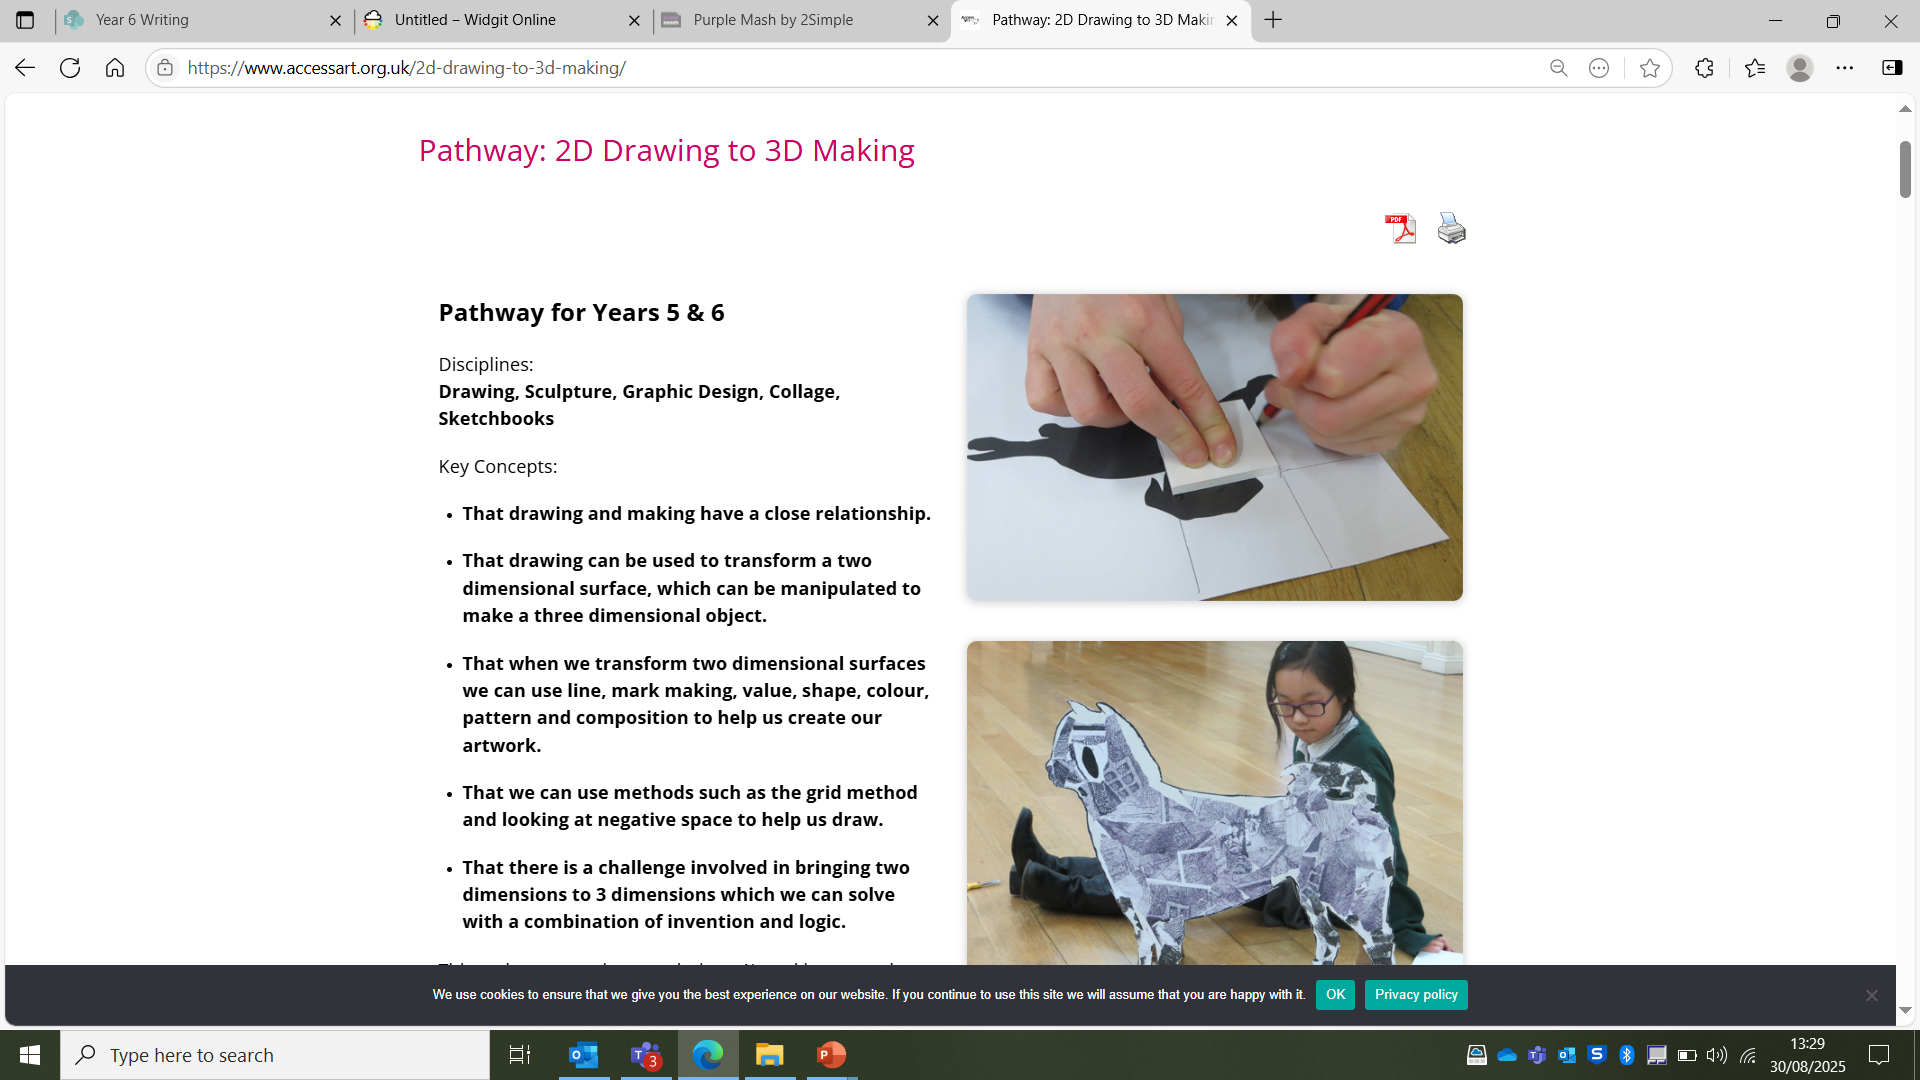 Year 6 Writing
Untitled – Widgit Online
Purple Mash by 2Simple
Pathway: 2D Drawing to 3D Makin
https://www.accessart.org.uk/2d-drawing-to-3d-making/
Pathway: 2D Drawing to 3D Making
PDF
Pathway for Years 5 & 6
Disciplines:
Drawing, Sculpture, Graphic Design, Collage,
Sketchbooks
Key Concepts:
• That drawing and making have a close relationship.
• That drawing can be used to transform a two
dimensional surface, which can be manipulated to
make a three dimensional object.
• That when we transform two dimensional surfaces
we can use line, mark making, value, shape, colour,
pattern and composition to help us create our
artwork.
• That we can use methods such as the grid method
and looking at negative space to help us draw.
• That there is a challenge involved in bringing two
dimensions to 3 dimensions which we can solve
with a combination of invention and logic.
We use cookies to ensure that we give you the best experience on our website. If you continue to use this site we will assume that you are happy with it.
OK
Privacy policy
Type here to search
3
13:29
30/08/2025